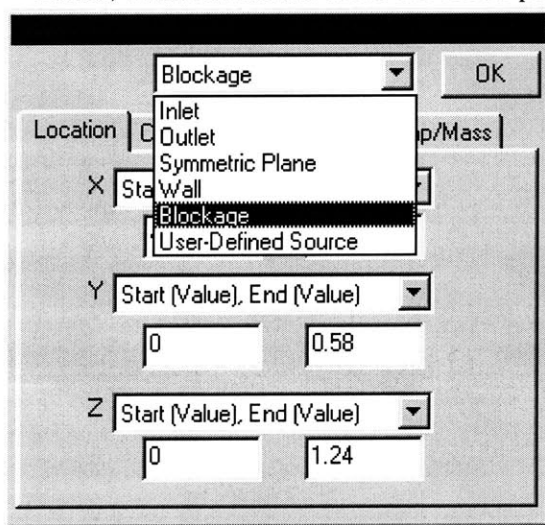 Blockage OK
Inlet
Location Outlet p/Mass
Symmetric Plane
X Wall
Blockage
User-Defined Source
Y Start (Value), End (Value)
0 0.58
Z Start (Value), End (Value)
0 1.24